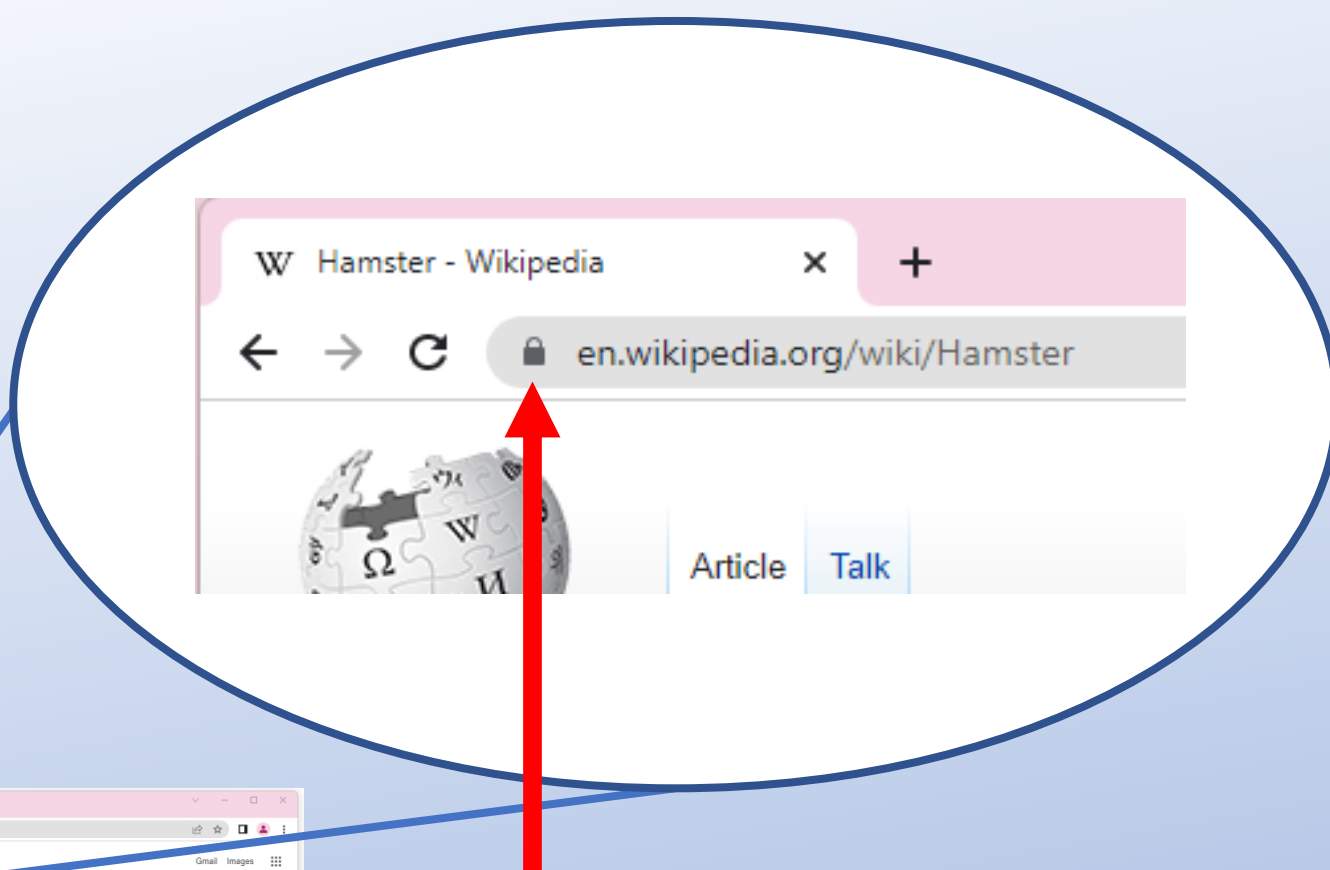 W Hamster - Wikipedia
en.wikipedia.org/wiki/Hamster
Ω W И
Article Talk
Gmail Images